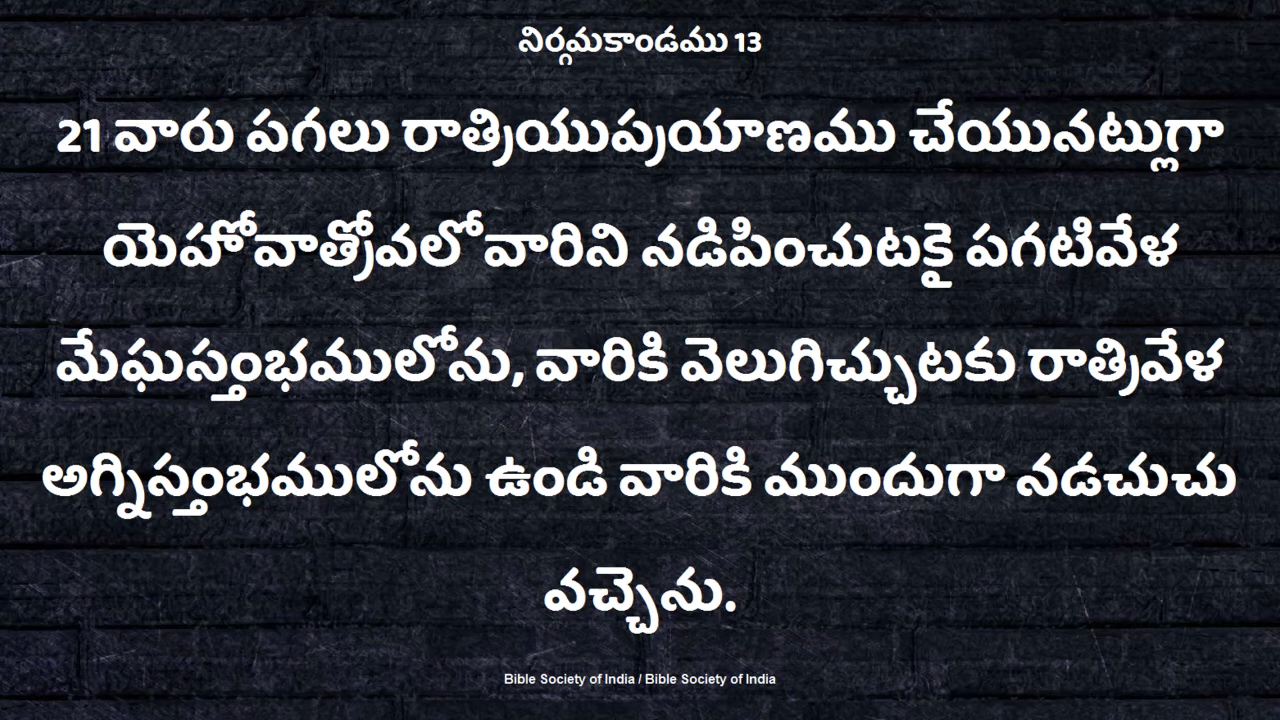 నిర్గమకాండము 13
21 వారు పగలు రాత్రియుప్రయాణము చేయునట్లుగా
యెహోవాత్రోవలోవారిని నడిపించుటకై పగటివేళ
మేఘస్తంభములోను, వారికి వెలుగిచ్చుటకు రాత్రివేళ
అగ్నిస్తంభములోను ఉండి వారికి ముందుగా నడచుచు
వచ్చెను.
Bible Society of India / Bible Society of India